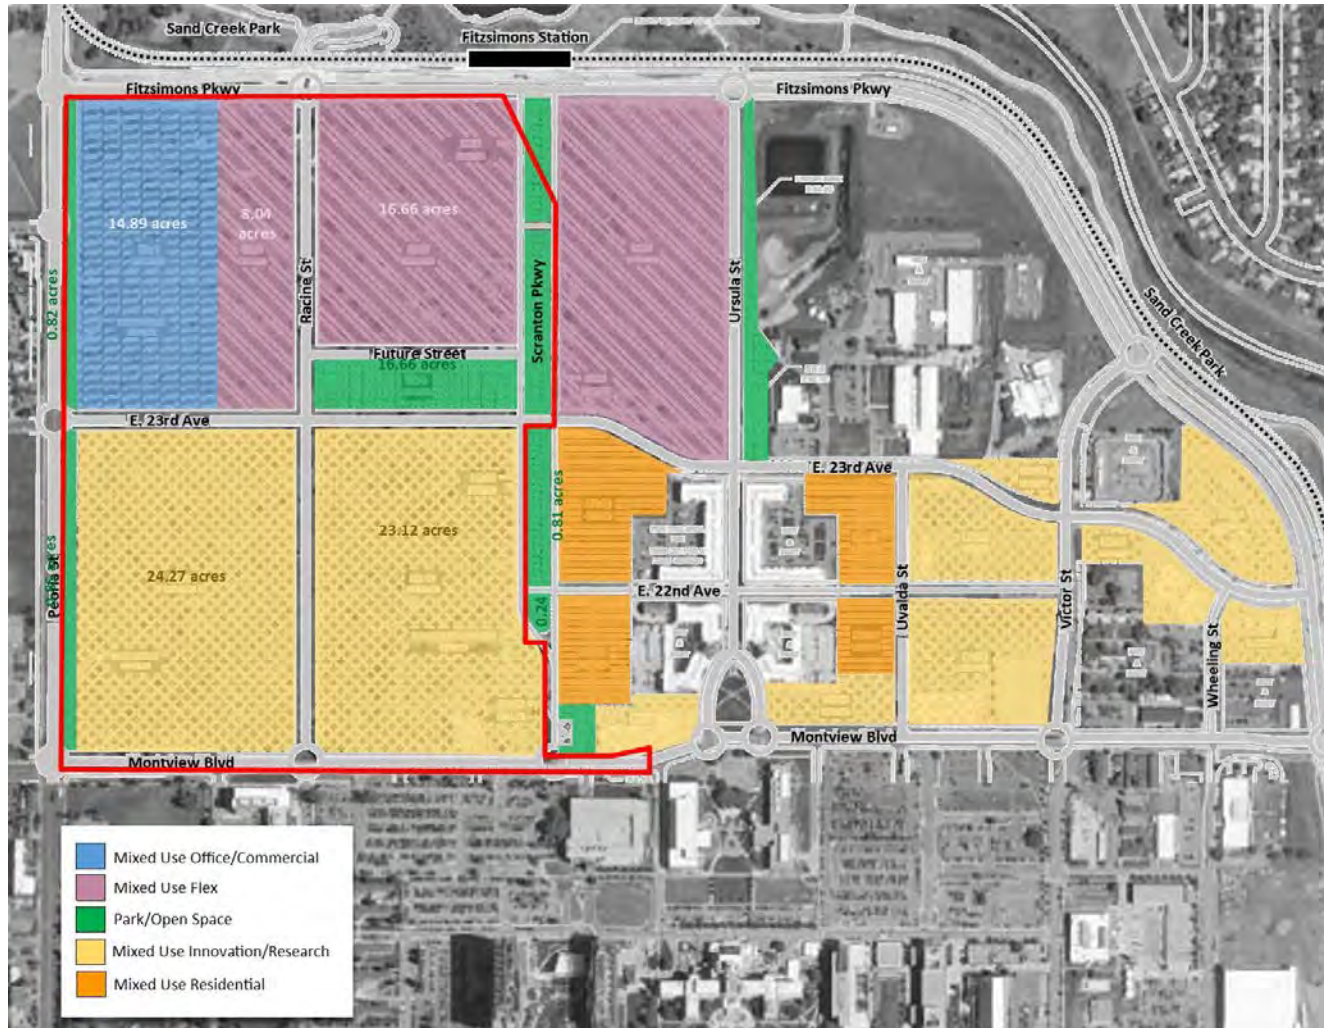 Sand Creek Park
Fitzsimons Station
Fitzsimons Pkwy
Fitzsimons Pkwy
14.89 acres
8.04
acres
16.66 acres
0.82 acres
Racine St
Scranton Pkwy
Ursula St
Sand Creek Park
Future Street
16.66 acres
E. 23rd Ave
E. 23rd Ave
24.27 acres
23.12 acres
0.81 acres
acres
Peoria St
0.24
E. 22nd Ave
Uvalda St
Victor St
Wheeling St
Montview Blvd
Montview Blvd
Mixed Use Office/Commercial
Mixed Use Flex
Park/Open Space
Mixed Use Innovation/Research
Mixed Use Residential